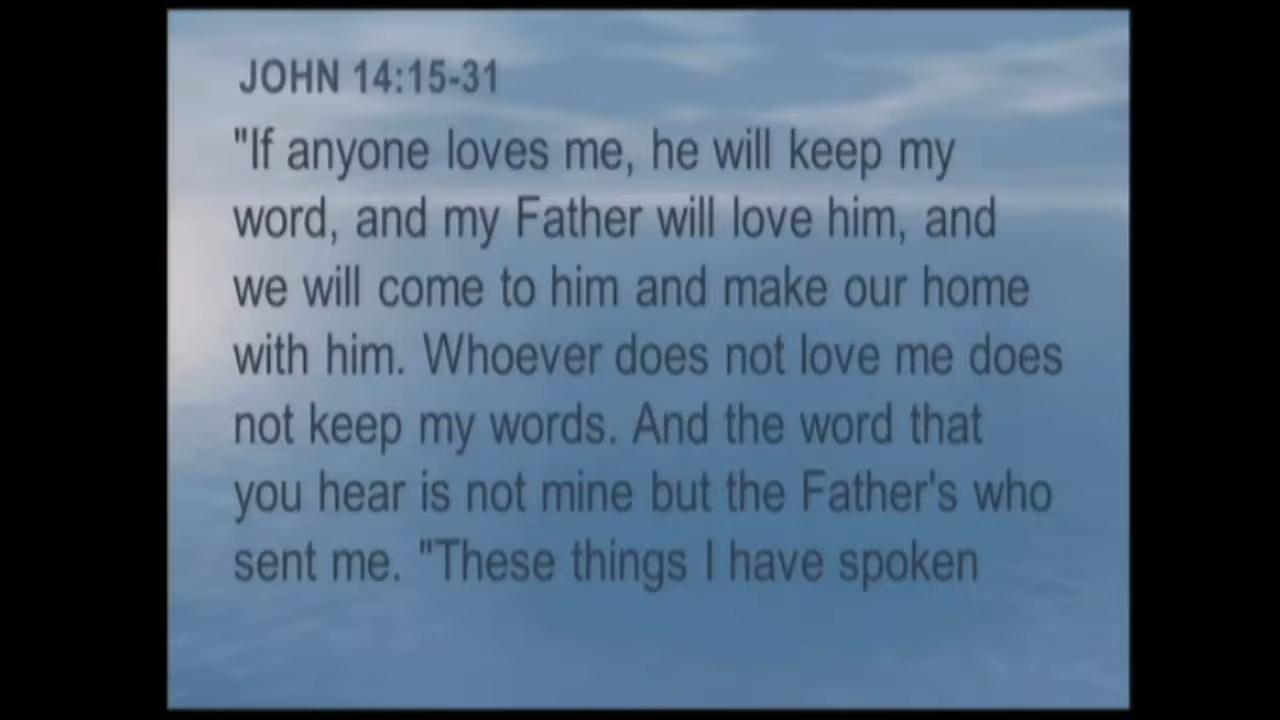 JOHN 14:15-31
"If anyone loves me, he will keep my
word, and my Father will love him, and
we will come to him and make our home
with him. Whoever does not love me does
not keep my words. And the word that
you hear is not mine but the Father's who
sent me. "These things I have spoken